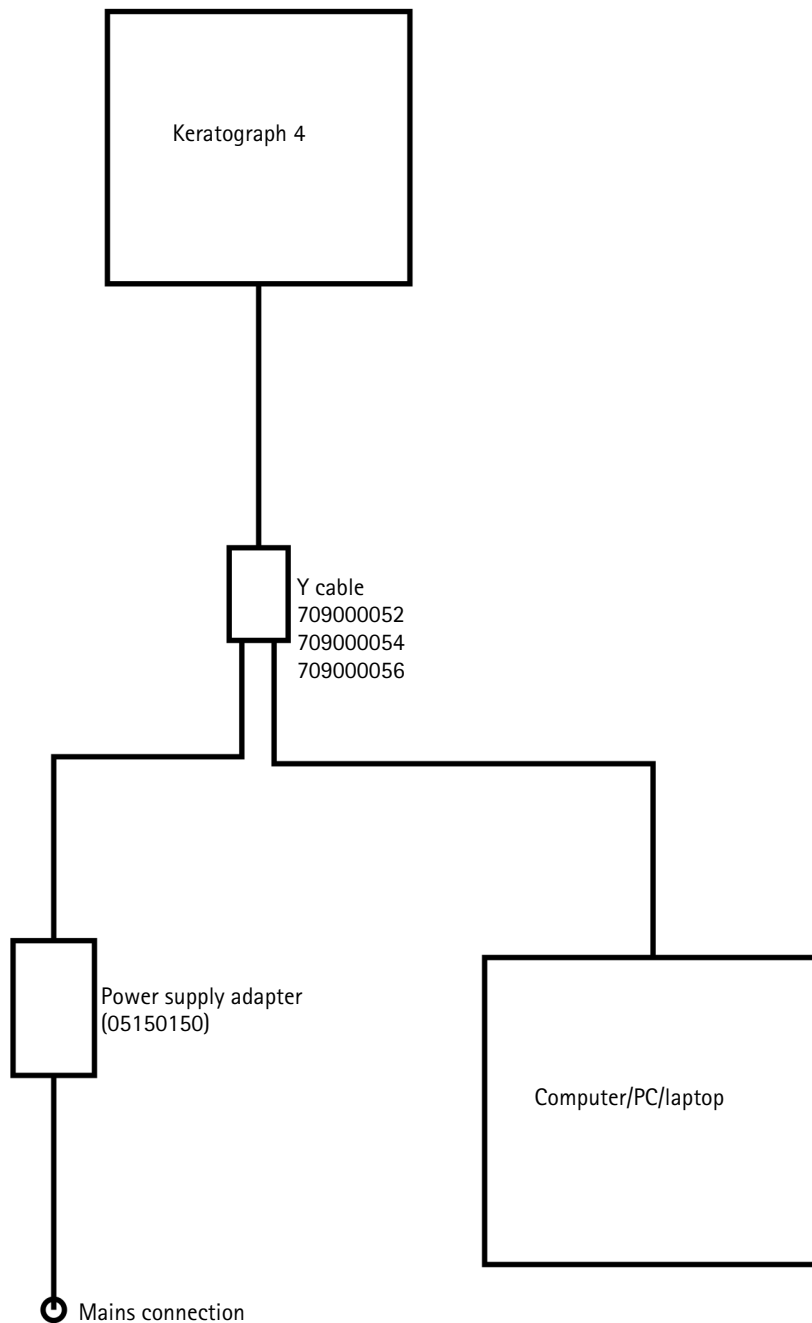 Keratograph 4
Y cable
709000052
709000054
709000056
Power supply adapter
(05150150)
Computer/PC/laptop
Mains connection